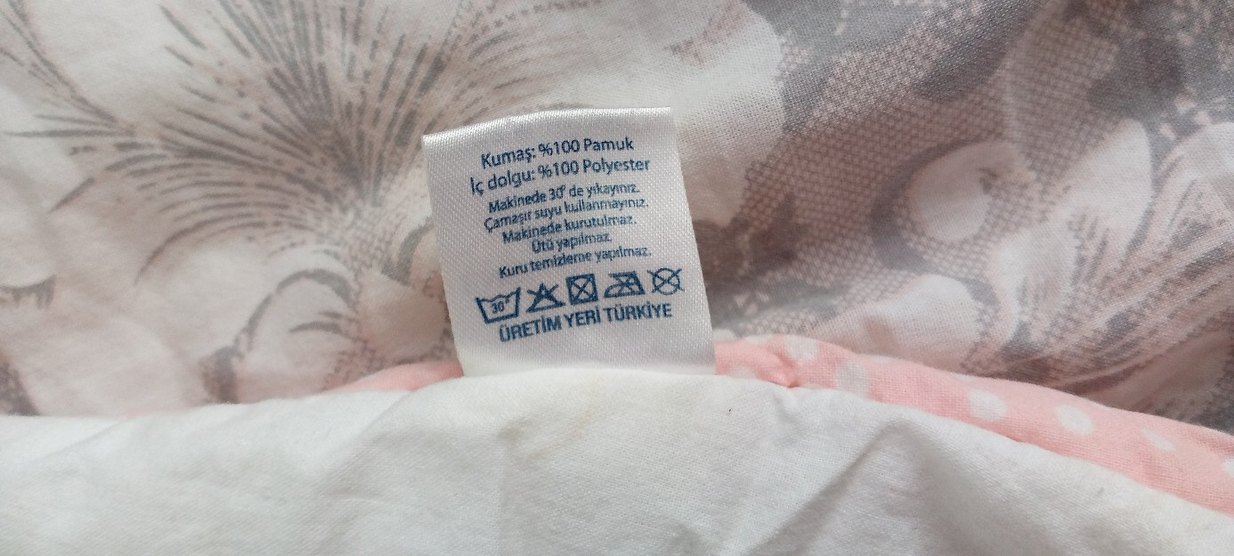 Kumaş: %100 Pamuk
İç dolgu: %100 Polyester
Makinede 30° de yıkayınız.
Çamaşır suyu kullanmayınız.
Makinede kurutulmaz.
Ütü yapılmaz.
Kuru temizleme yapılmaz.
30°
ÜRETİM YERİ TÜRKİYE